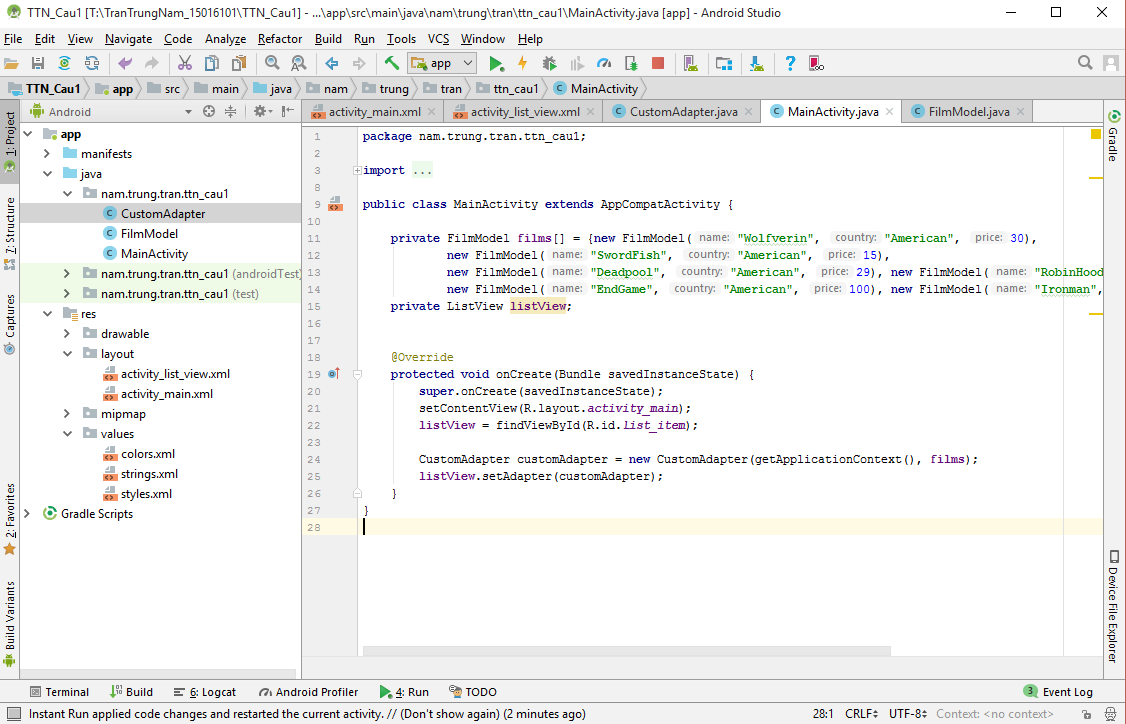 TTN_Cau1 [T:\TranTrungNam_15016101\TTN_Cau1] - ...\app\src\main\java\nam\trung\tran\ttn_cau1\MainActivity.java [app] - Android Studio
File Edit View Navigate Code Analyze Refactor Build Run Tools VCS Window Help
app
TTN_Cau1 app src main java nam trung tran ttn_cau1 MainActivity
Android
activity_main.xml activity_list_view.xml CustomAdapter.java MainActivity.java FilmModel.java
1: Project
7: Structure
Captures
2: Favorites
Build Variants
app
manifests
java
nam.trung.tran.ttn_cau1
CustomAdapter
FilmModel
MainActivity
nam.trung.tran.ttn_cau1 (androidTest)
nam.trung.tran.ttn_cau1 (test)
res
drawable
layout
activity_list_view.xml
activity_main.xml
mipmap
values
colors.xml
strings.xml
styles.xml
Gradle Scripts
1 package nam.trung.tran.ttn_cau1;
2
3 import ...
8
9 public class MainActivity extends AppCompatActivity {
10
11 private FilmModel films[] = {new FilmModel( name: "Wolfverin", country: "American", price: 30),
12 new FilmModel( name: "SwordFish", country: "American", price: 15),
13 new FilmModel( name: "Deadpool", country: "American", price: 29), new FilmModel( name: "RobinHood
14 new FilmModel( name: "EndGame", country: "American", price: 100), new FilmModel( name: "Ironman",
15 private ListView listView;
16
17
18 @Override
19 protected void onCreate(Bundle savedInstanceState) {
20 super.onCreate(savedInstanceState);
21 setContentView(R.layout.activity_main);
22 listView = findViewById(R.id.list_item);
23
24 CustomAdapter customAdapter = new CustomAdapter(getApplicationContext(), films);
25 listView.setAdapter(customAdapter);
26 }
27 }
28
Gradle
Device File Explorer
Terminal Build 6: Logcat Android Profiler 4: Run TODO 3 Event Log
Instant Run applied code changes and restarted the current activity. // (Don't show again) (2 minutes ago) 28:1 CRLF UTF-8 Context: <no context>